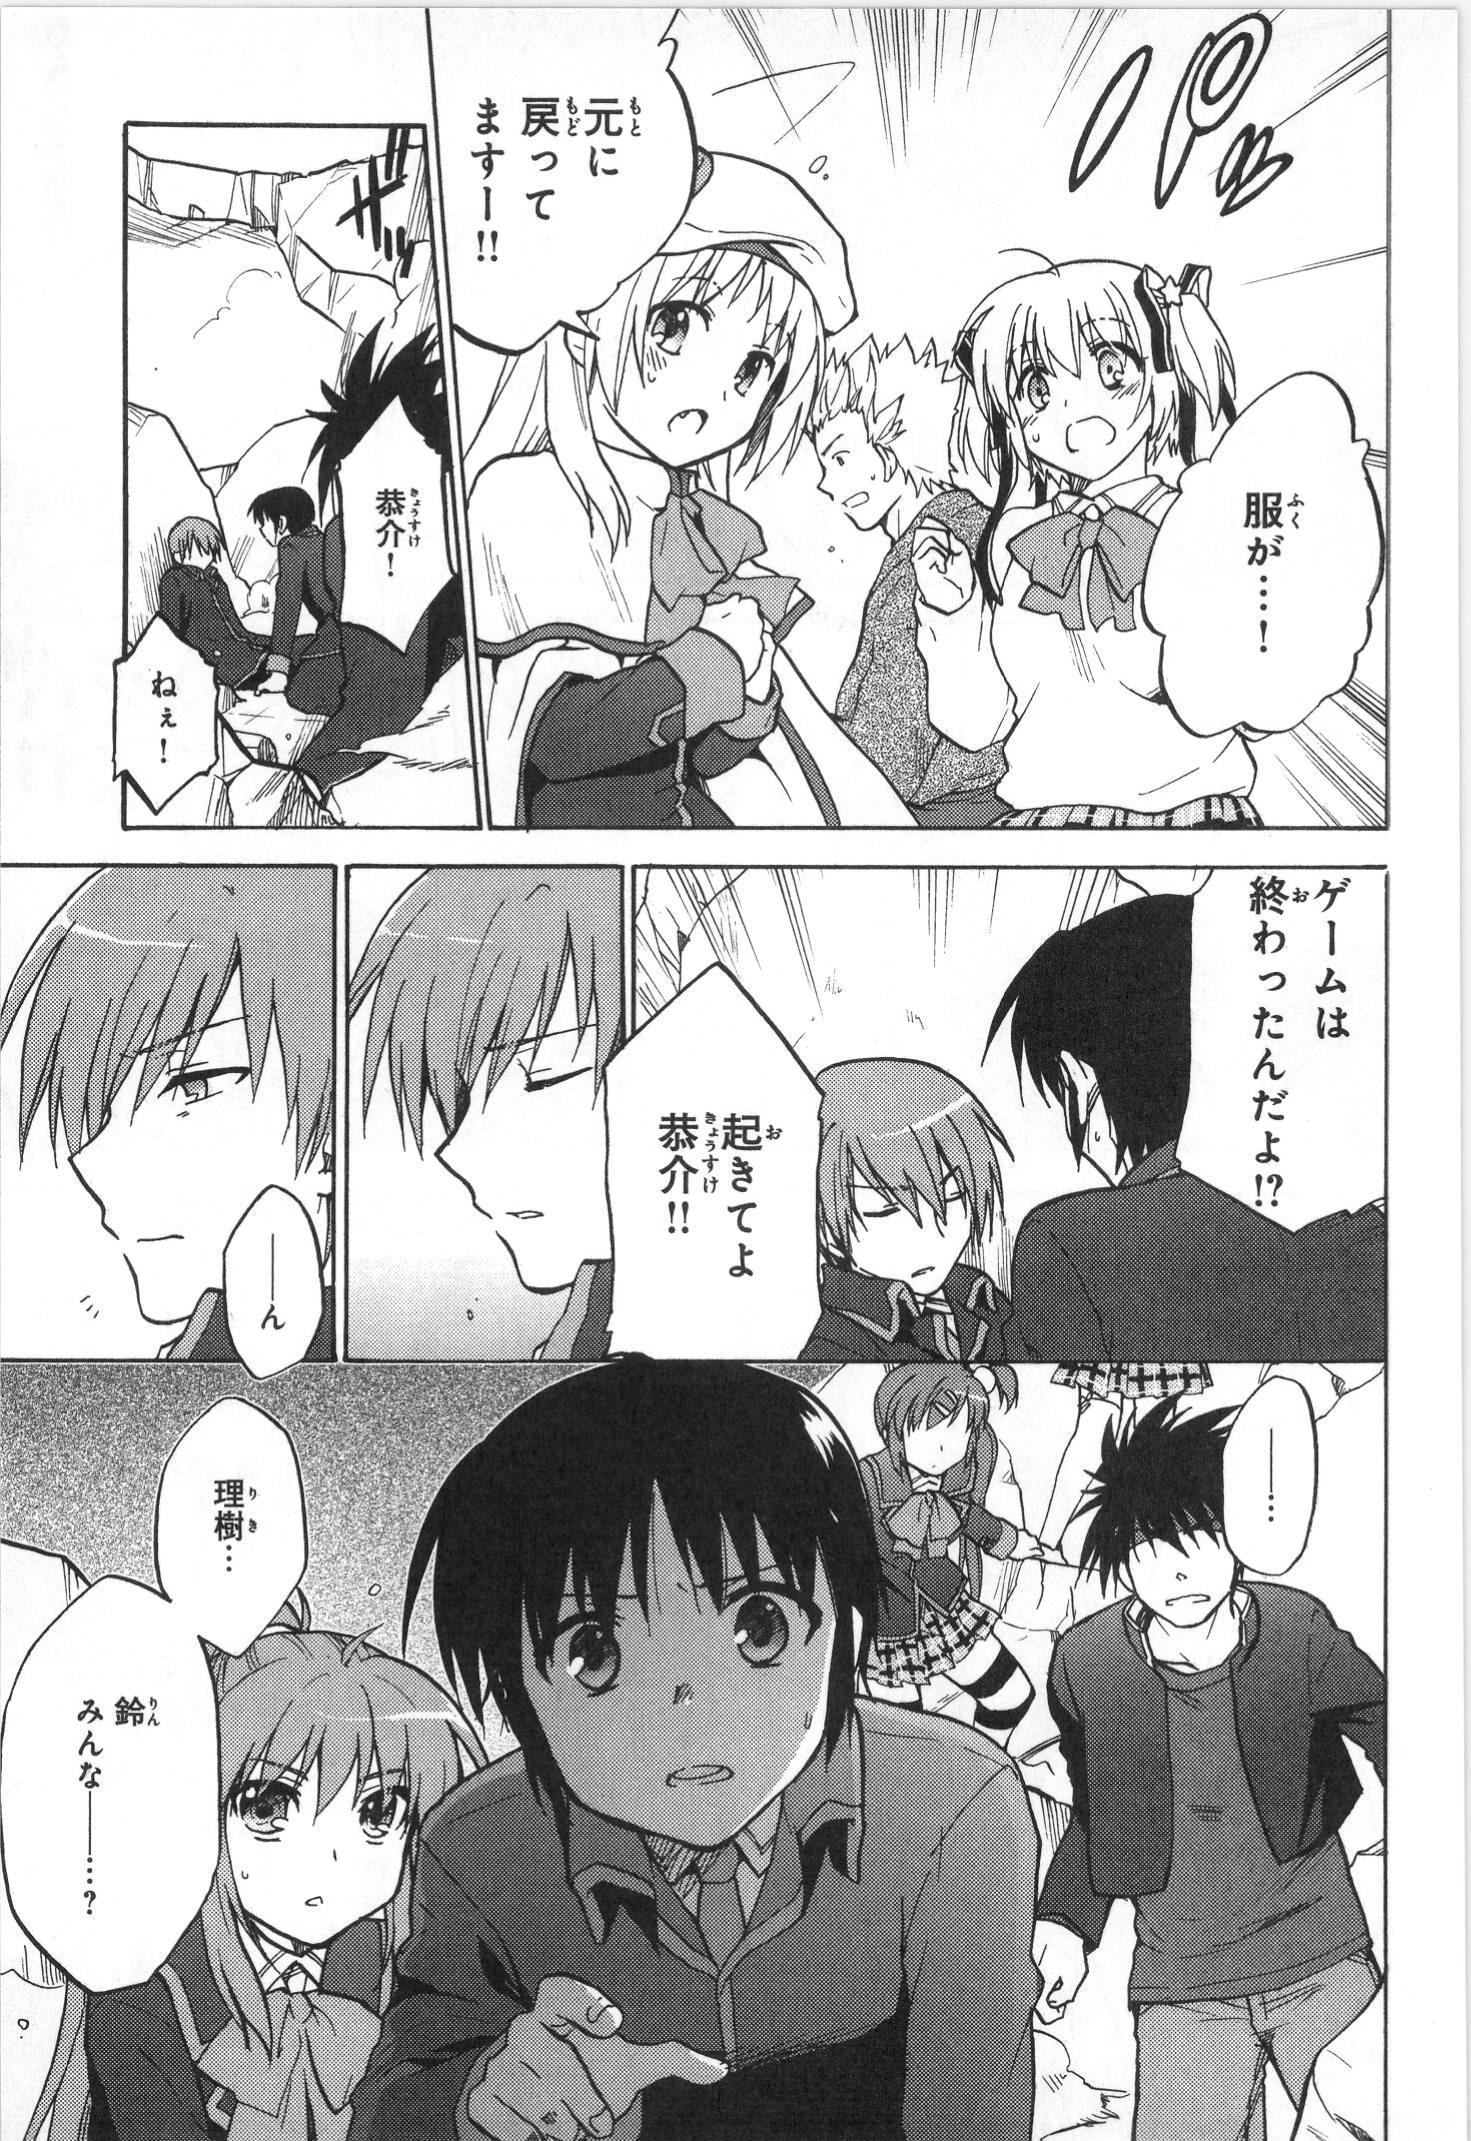 パァ
服が…!
元に
戻って
ますー!!
恭介!
ねぇ!
ゲームは
終わったんだよ!?
起きてよ
恭介!!
――ん
――…
理樹…
鈴
みんな――…?